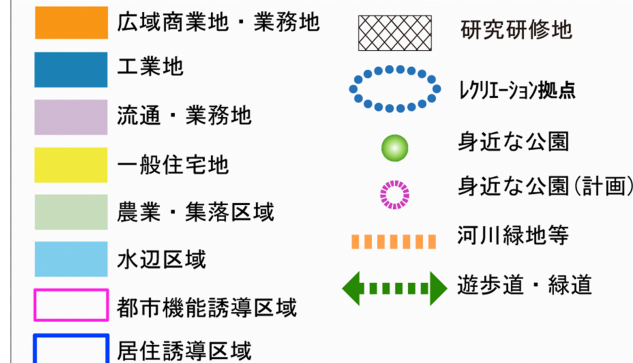 広域商業地・業務地
工業地
流通・業務地
一般住宅地
農業・集落区域
水辺区域
都市機能誘導区域
居住誘導区域
研究研修地
ﾚｸﾘｴｰｼｮﾝ拠点
身近な公園
身近な公園(計画)
河川緑地等
遊歩道・緑道